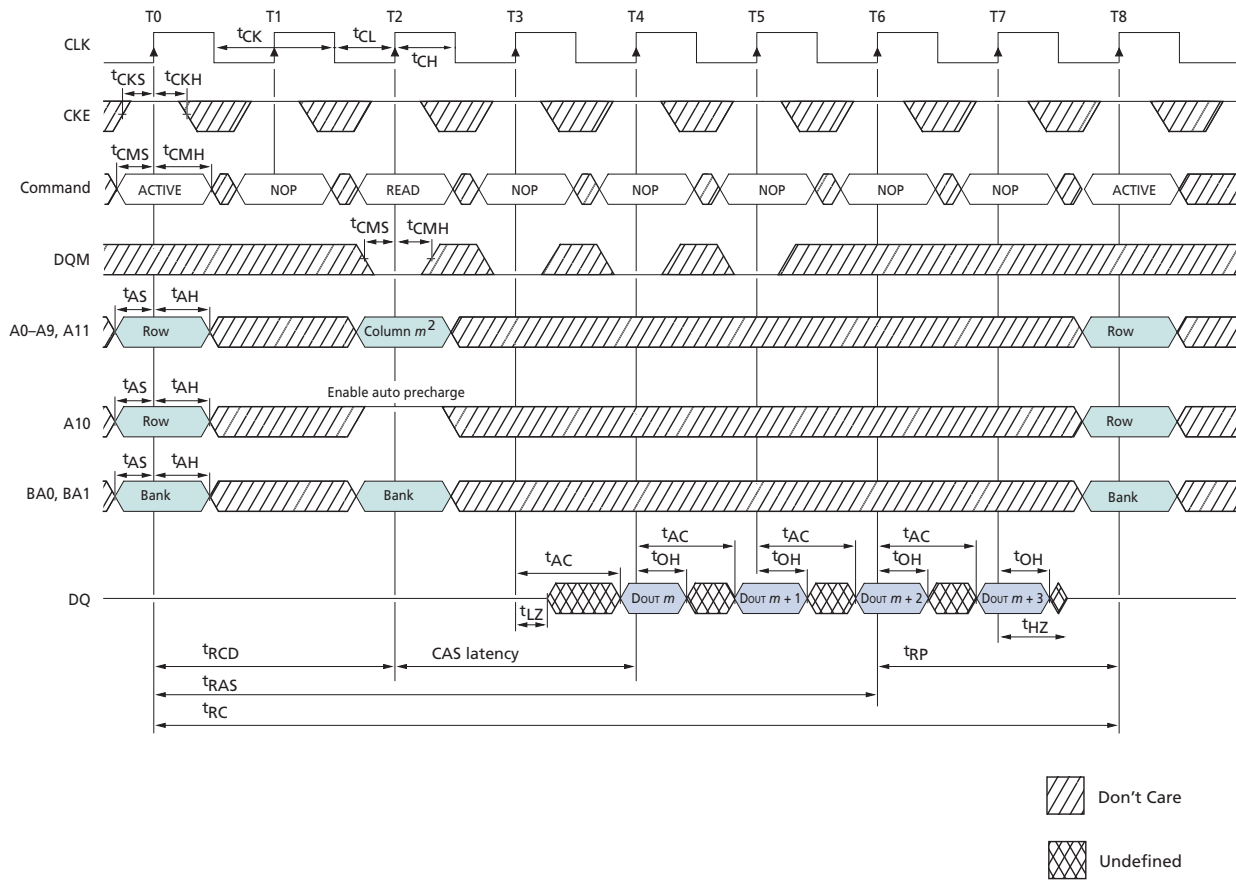 T0 T1 T2 T3 T4 T5 T6 T7 T8
CLK
tCK tCL
tCH
tCKS tCKH
CKE
tCMS tCMH
Command ACTIVE NOP READ NOP NOP NOP NOP NOP ACTIVE
tCMS tCMH
DQM
tAS tAH
A0–A9, A11 Row Column m2 Row
tAS tAH Enable auto precharge
A10 Row Row
tAS tAH
BA0, BA1 Bank Bank Bank
tAC tAC tAC tAC
tOH tOH tOH tOH
DQ DOUT m DOUT m + 1 DOUT m + 2 DOUT m + 3
tLZ tHZ
tRCD CAS latency tRP
tRAS
tRC
Don't Care
Undefined